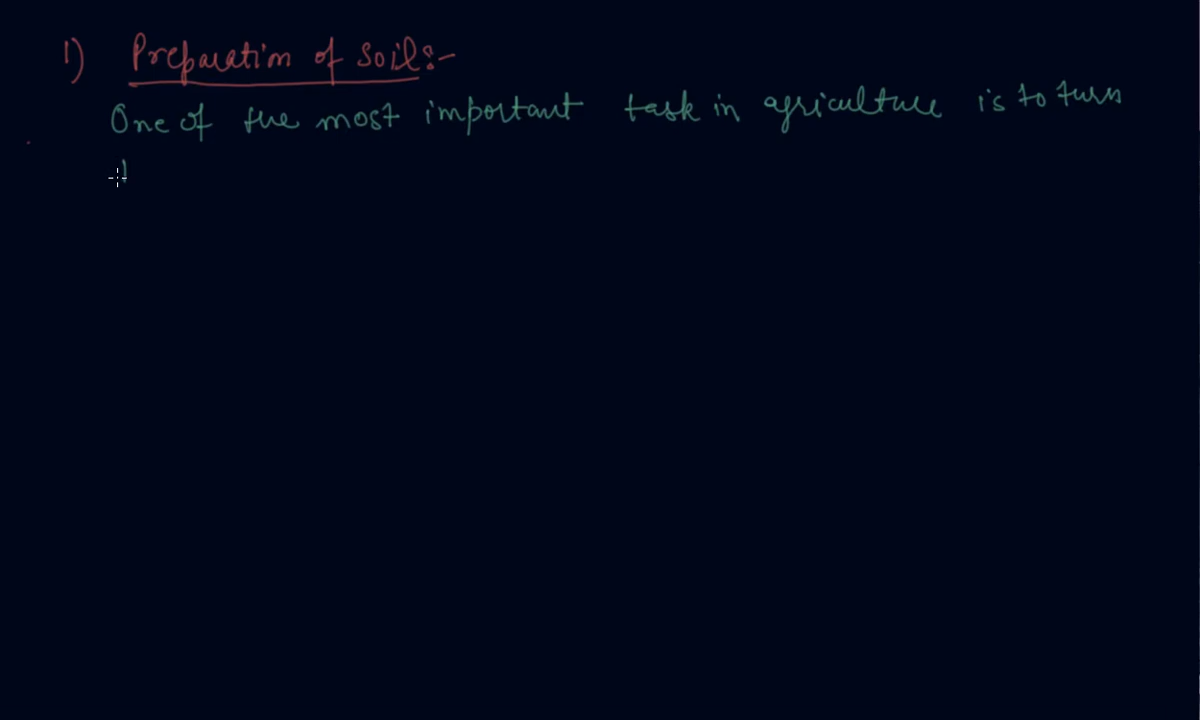 1) Preparation of Soil:-
One of the most important task in agriculture is to turn